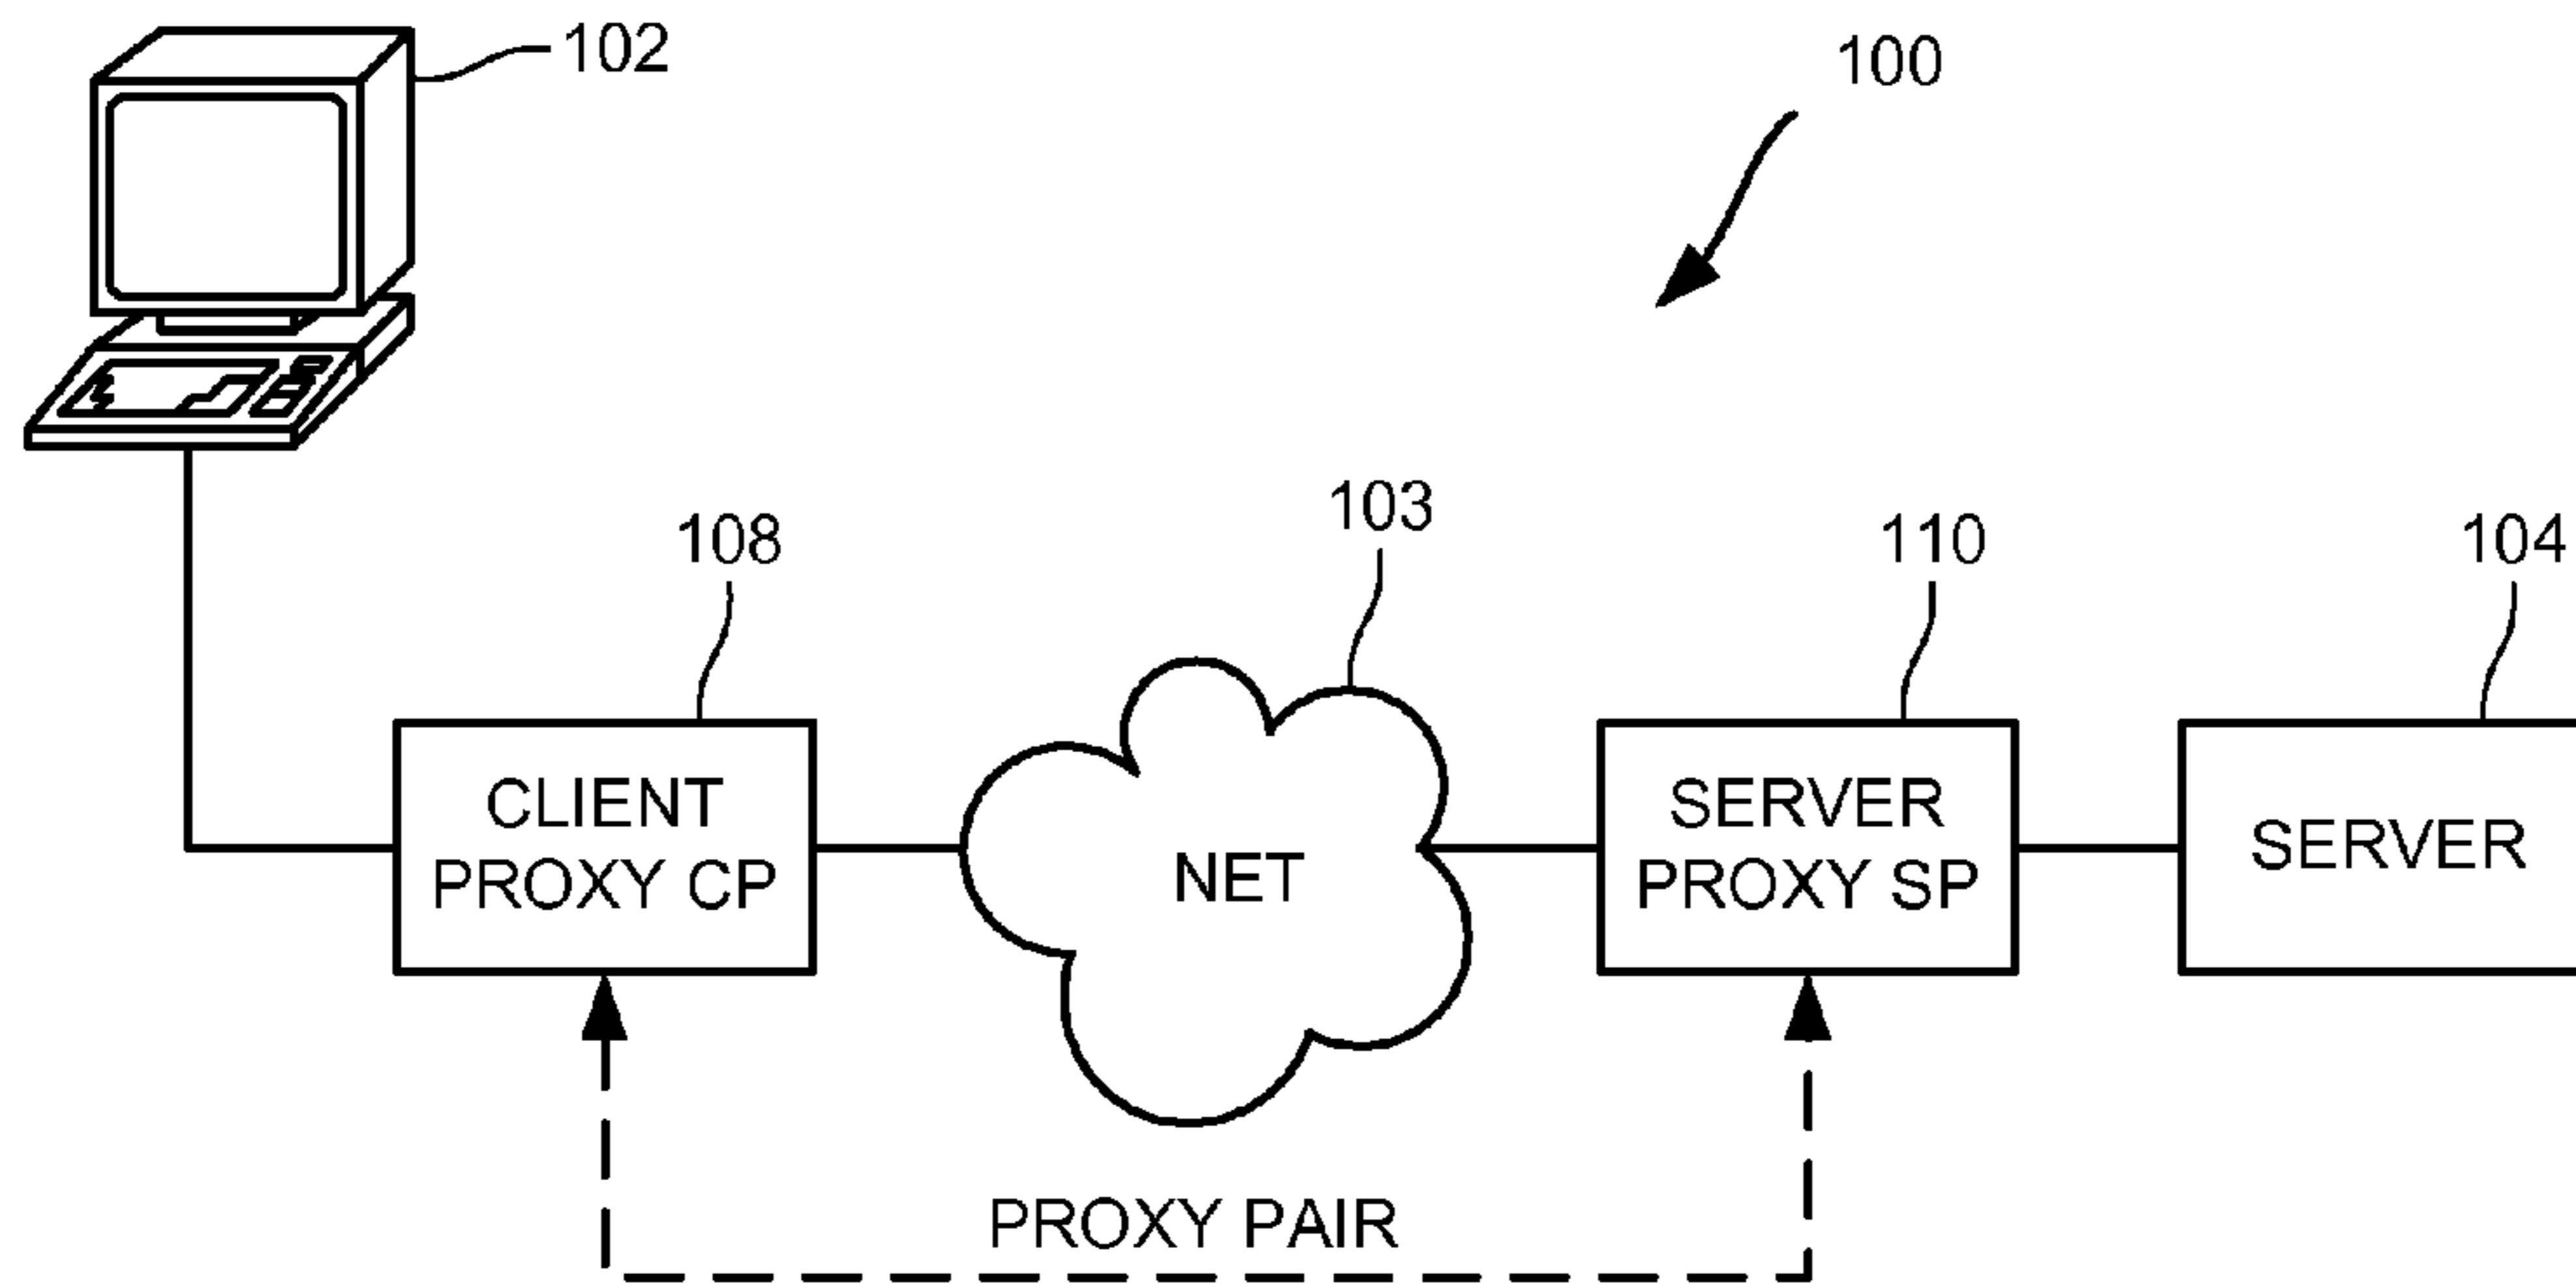 102
100
103
108
110
104
CLIENT
PROXY CP
NET
SERVER
PROXY SP
SERVER
PROXY PAIR